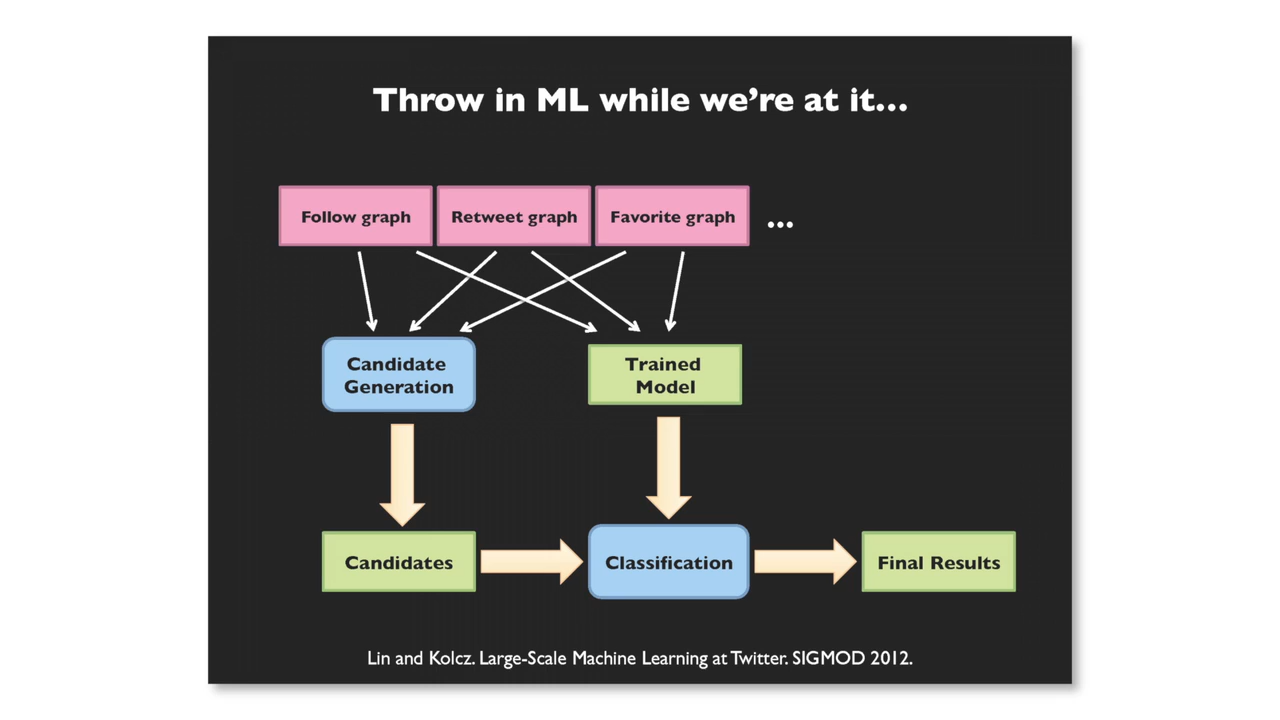 Throw in ML while we're at it...
Follow graph
Retweet graph
Favorite graph
...
Candidate
Generation
Trained
Model
Candidates
Classification
Final Results
Lin and Kolcz. Large-Scale Machine Learning at Twitter. SIGMOD 2012.